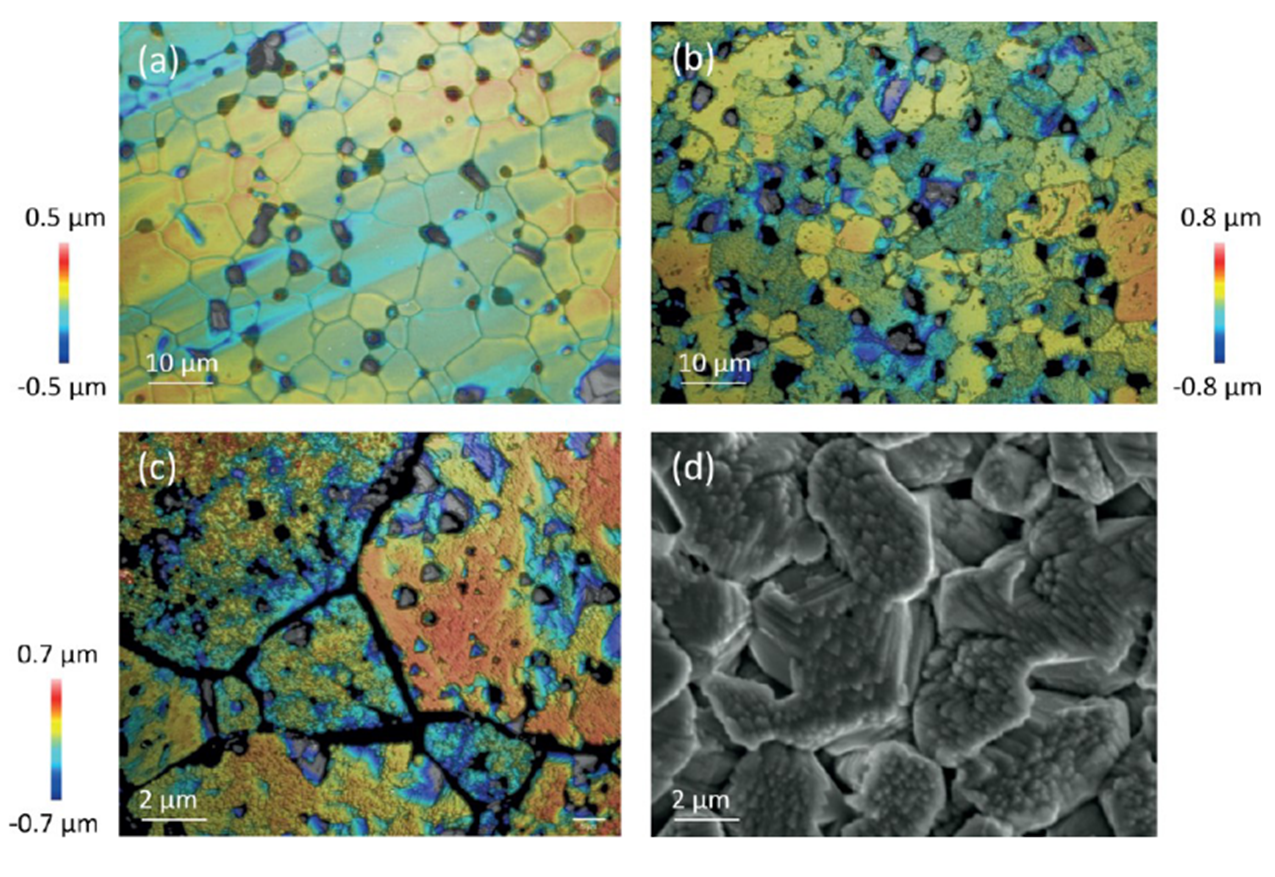 (a)
(b)
0.5 µm
-0.5 µm
10 µm
10 µm
0.8 µm
-0.8 µm
(c)
(d)
0.7 µm
-0.7 µm
2 µm
2 µm